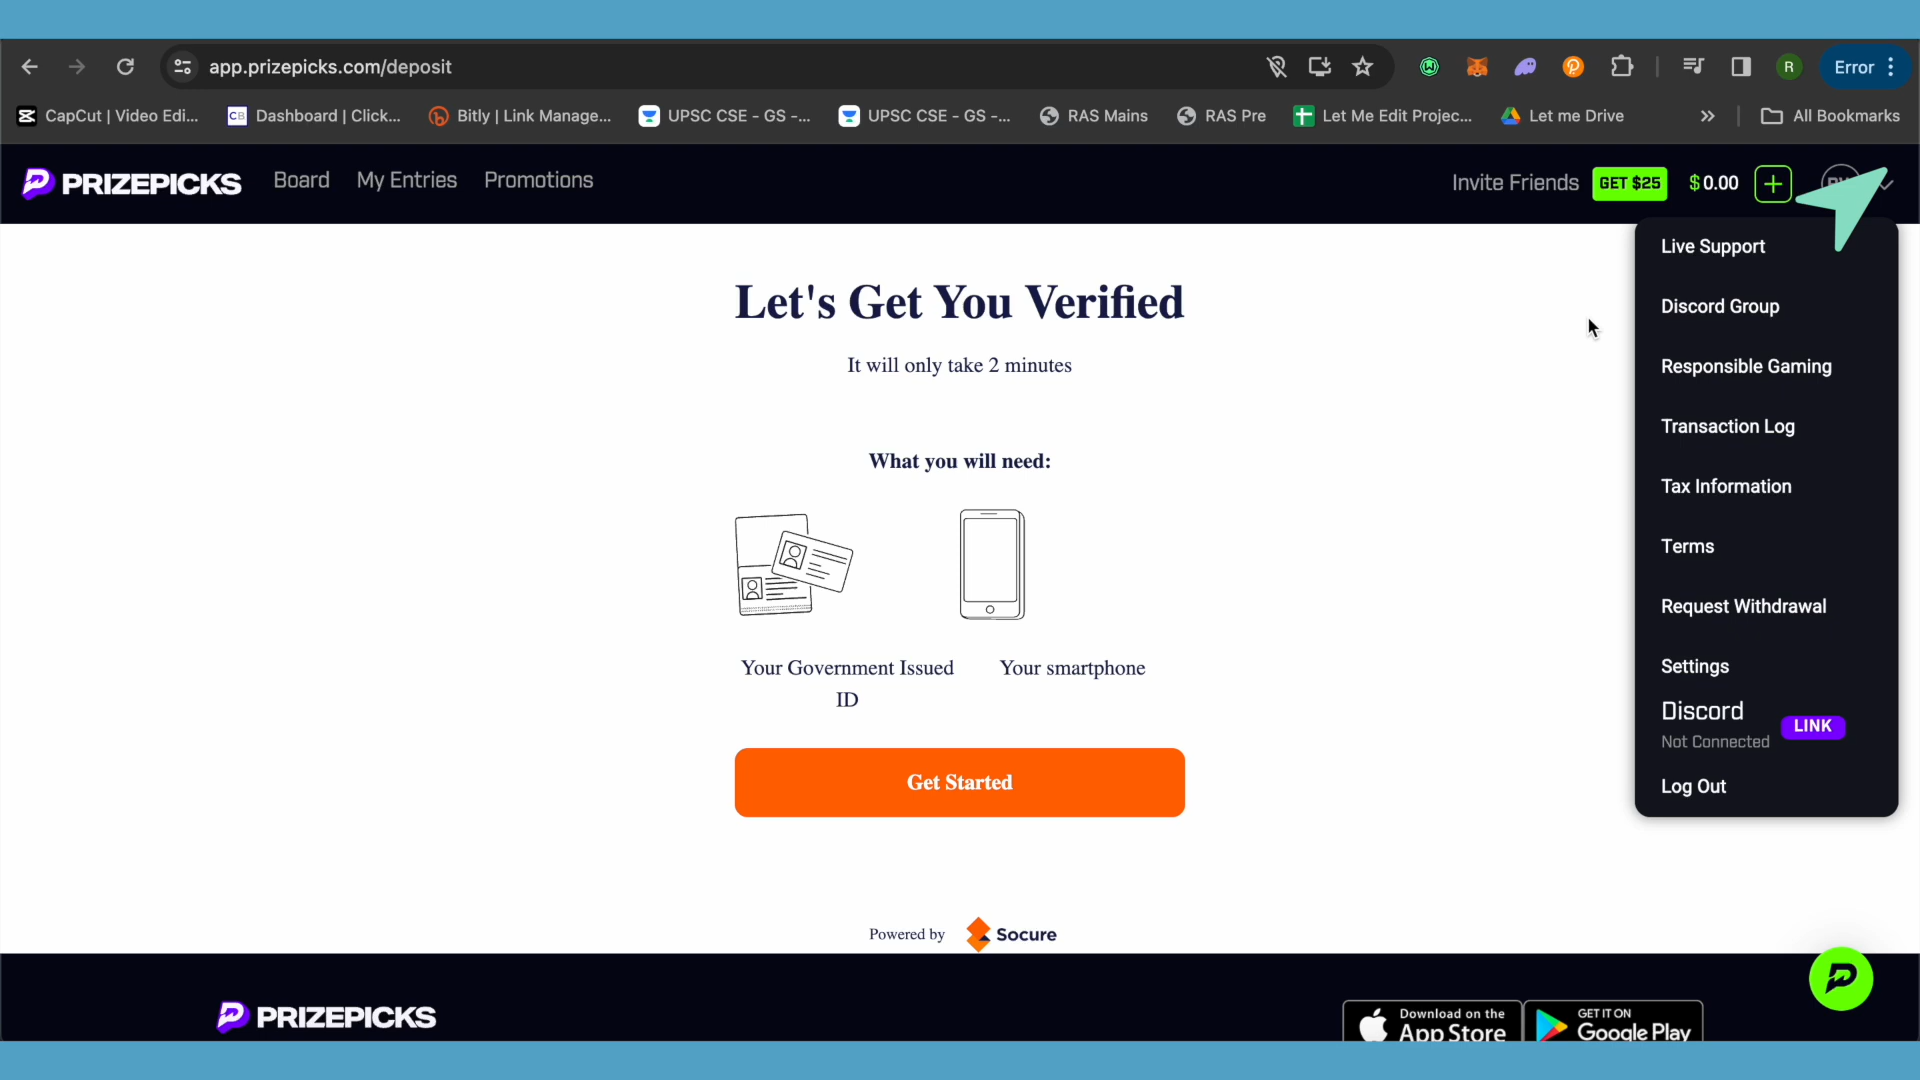 app.prizepicks.com/deposit
R
Error
CapCut | Video Edi...
CB
Dashboard | Click...
Bitly | Link Manage...
UPSC CSE - GS -...
UPSC CSE - GS -...
RAS Mains
RAS Pre
Let Me Edit Projec...
Let me Drive
All Bookmarks
PRIZEPICKS
Board
My Entries
Promotions
Invite Friends
GET $25
$0.00
Live Support
Discord Group
Responsible Gaming
Transaction Log
Tax Information
Terms
Request Withdrawal
Settings
Discord
Not Connected
LINK
Log Out
Let's Get You Verified
It will only take 2 minutes
What you will need:
Your Government Issued
ID
Your smartphone
Get Started
Powered by
Socure
PRIZEPICKS
Download on the
App Store
GET IT ON
Google Play